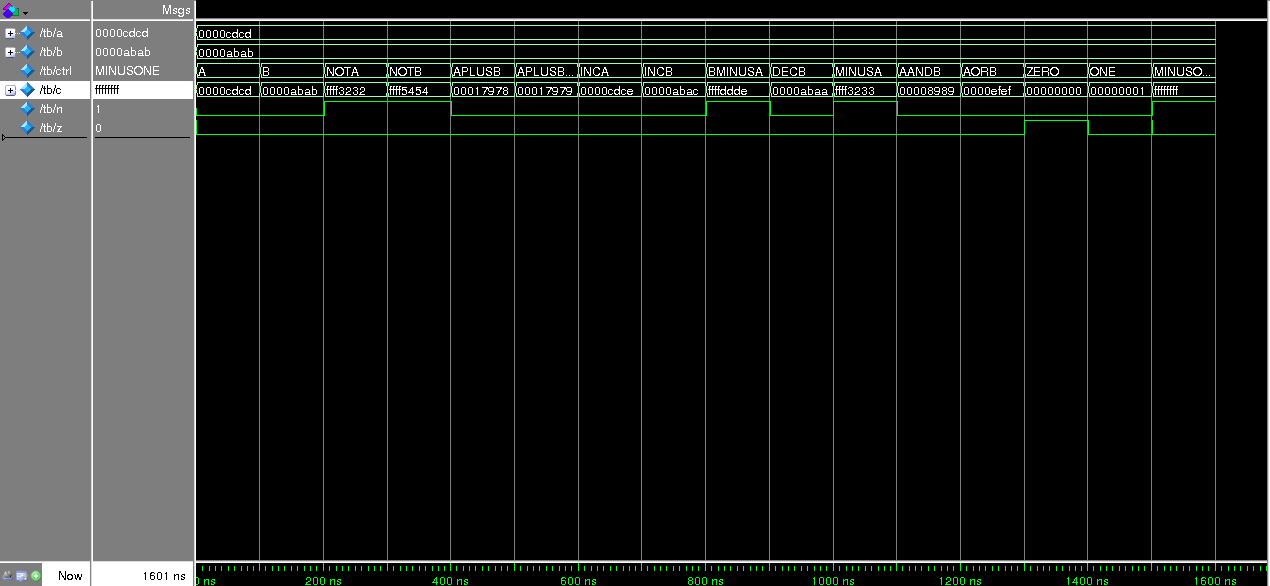 Msgs
/tb/a 0000cdcd 0000cdcd
/tb/b 0000abab 0000abab
/tb/ctrl MINUSONE A B NOTA NOTB APLUSB APLUSB... INCA INCB BMINUSA DECB MINUSA AANDB AORB ZERO ONE MINUSO...
/tb/c ffffffff 0000cdcd 0000abab ffff3232 ffff5454 00017978 00017979 0000cdce 0000abac ffffddde 0000abaa ffff3233 00008989 0000efef 00000000 00000001 ffffffff
/tb/n 1
/tb/z 0
Now 1601 ns 0 ns 200 ns 400 ns 600 ns 800 ns 1000 ns 1200 ns 1400 ns 1600 ns